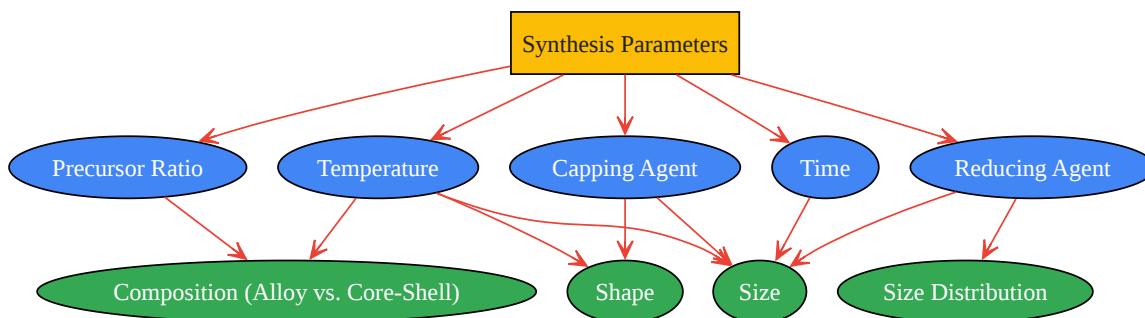 Synthesis Parameters
Precursor Ratio
Temperature
Capping Agent
Time
Reducing Agent
Composition (Alloy vs. Core-Shell)
Shape
Size
Size Distribution